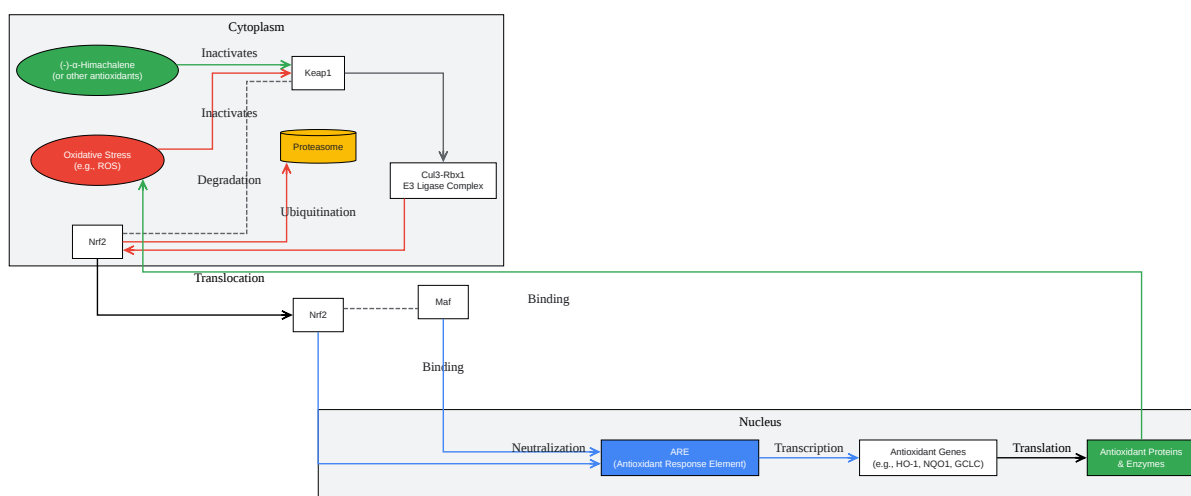 Cytoplasm
(-)-α-Himachalene
(or other antioxidants)
Inactivates
Keap1
Inactivates
Oxidative Stress
(e.g., ROS)
Proteasome
Degradation
Cul3-Rbx1
E3 Ligase Complex
Ubiquitination
Nrf2
Translocation
Nrf2
Maf
Binding
Binding
Nucleus
Neutralization
ARE
(Antioxidant Response Element)
Transcription
Antioxidant Genes
(e.g., HO-1, NQO1, GCLC)
Translation
Antioxidant Proteins
& Enzymes